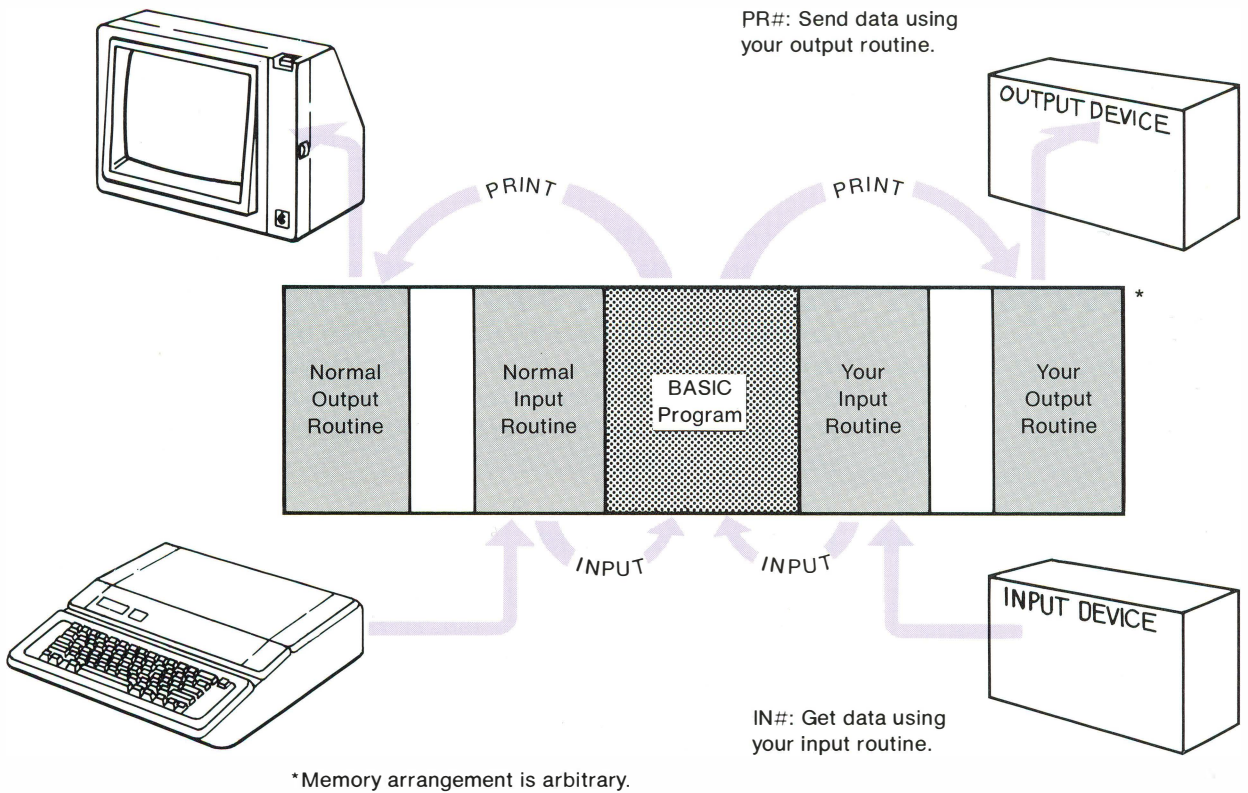 PR#: Send data using
your output routine.
OUTPUT DEVICE
PRINT
PRINT
*
Normal
Output
Routine
Normal
Input
Routine
BASIC
Program
Your
Input
Routine
Your
Output
Routine
INPUT
INPUT
INPUT DEVICE
IN#: Get data using
your input routine.
*Memory arrangement is arbitrary.